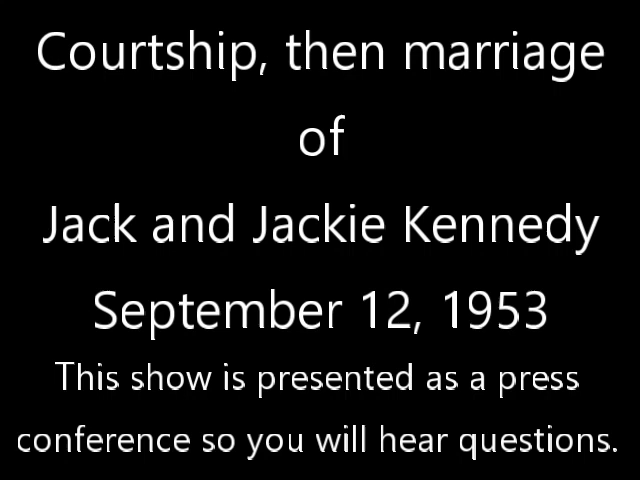 Courtship, then marriage
of
Jack and Jackie Kennedy
September 12, 1953
This show is presented as a press
conference so you will hear questions.